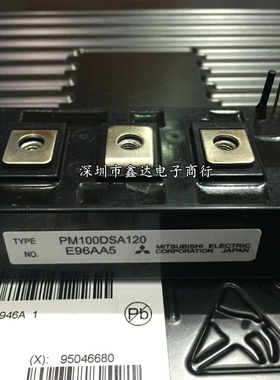 深圳市鑫达电子商行
TYPE PM100DSA120
NO. E96AA5
MITSUBISHI ELECTRIC
CORPORATION JAPAN
946A 1
Pb
(X): 95046680